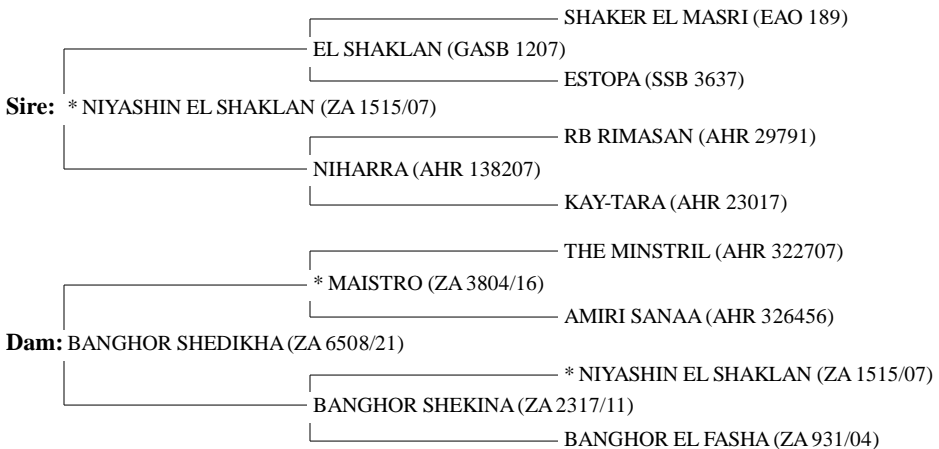 SHAKER EL MASRI (EAO 189)
EL SHAKLAN (GASB 1207)
ESTOPA (SSB 3637)
Sire: * NIYASHIN EL SHAKLAN (ZA 1515/07)
RB RIMASAN (AHR 29791)
NIHARRA (AHR 138207)
KAY-TARA (AHR 23017)
THE MINSTRIL (AHR 322707)
* MAISTRO (ZA 3804/16)
AMIRI SANAA (AHR 326456)
Dam: BANGHOR SHEDIKHA (ZA 6508/21)
* NIYASHIN EL SHAKLAN (ZA 1515/07)
BANGHOR SHEKINA (ZA 2317/11)
BANGHOR EL FASHA (ZA 931/04)